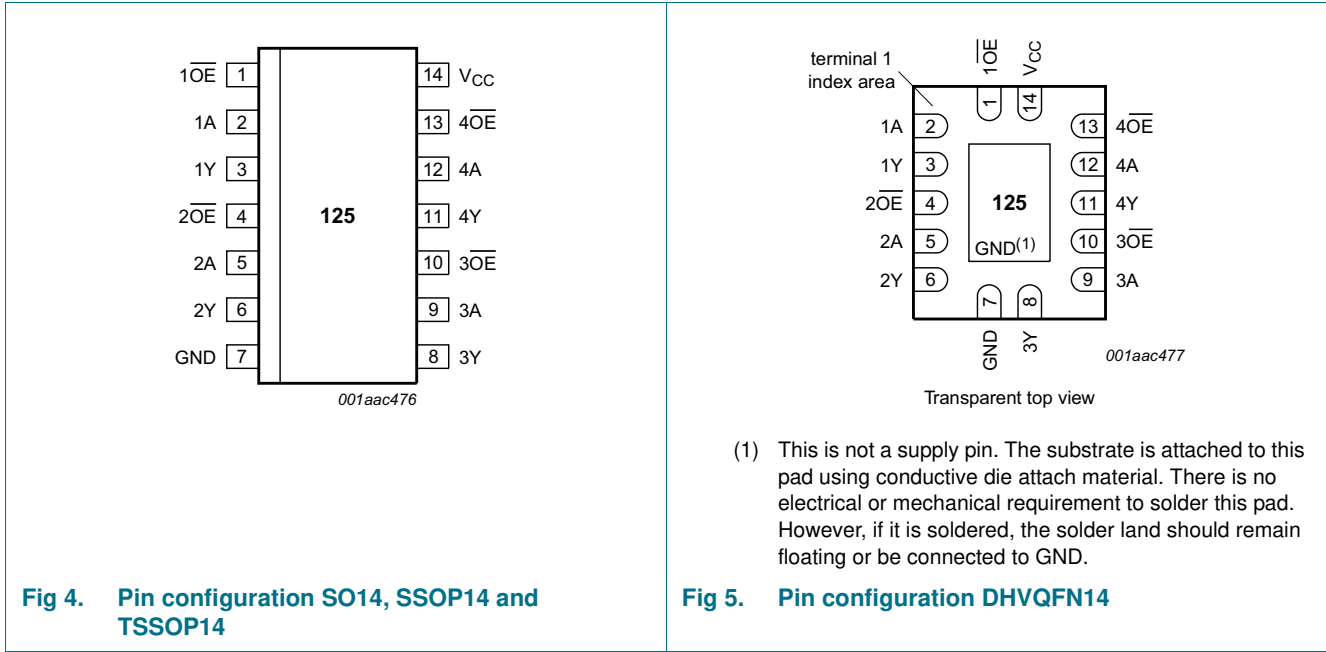 1OE 1
1A 2
1Y 3
2OE 4
2A 5
2Y 6
GND 7
125
14 VCC
13 4OE
12 4A
11 4Y
10 3OE
9 3A
8 3Y
001aac476
Fig 4. Pin configuration SO14, SSOP14 and
TSSOP14
terminal 1
index area
1OE
VCC
1
14
1A 2
1Y 3
2OE 4
2A 5
2Y 6
125
GND(1)
13 4OE
12 4A
11 4Y
10 3OE
9 3A
7
8
GND
3Y
001aac477
Transparent top view
(1) This is not a supply pin. The substrate is attached to this
pad using conductive die attach material. There is no
electrical or mechanical requirement to solder this pad.
However, if it is soldered, the solder land should remain
floating or be connected to GND.
Fig 5. Pin configuration DHVQFN14